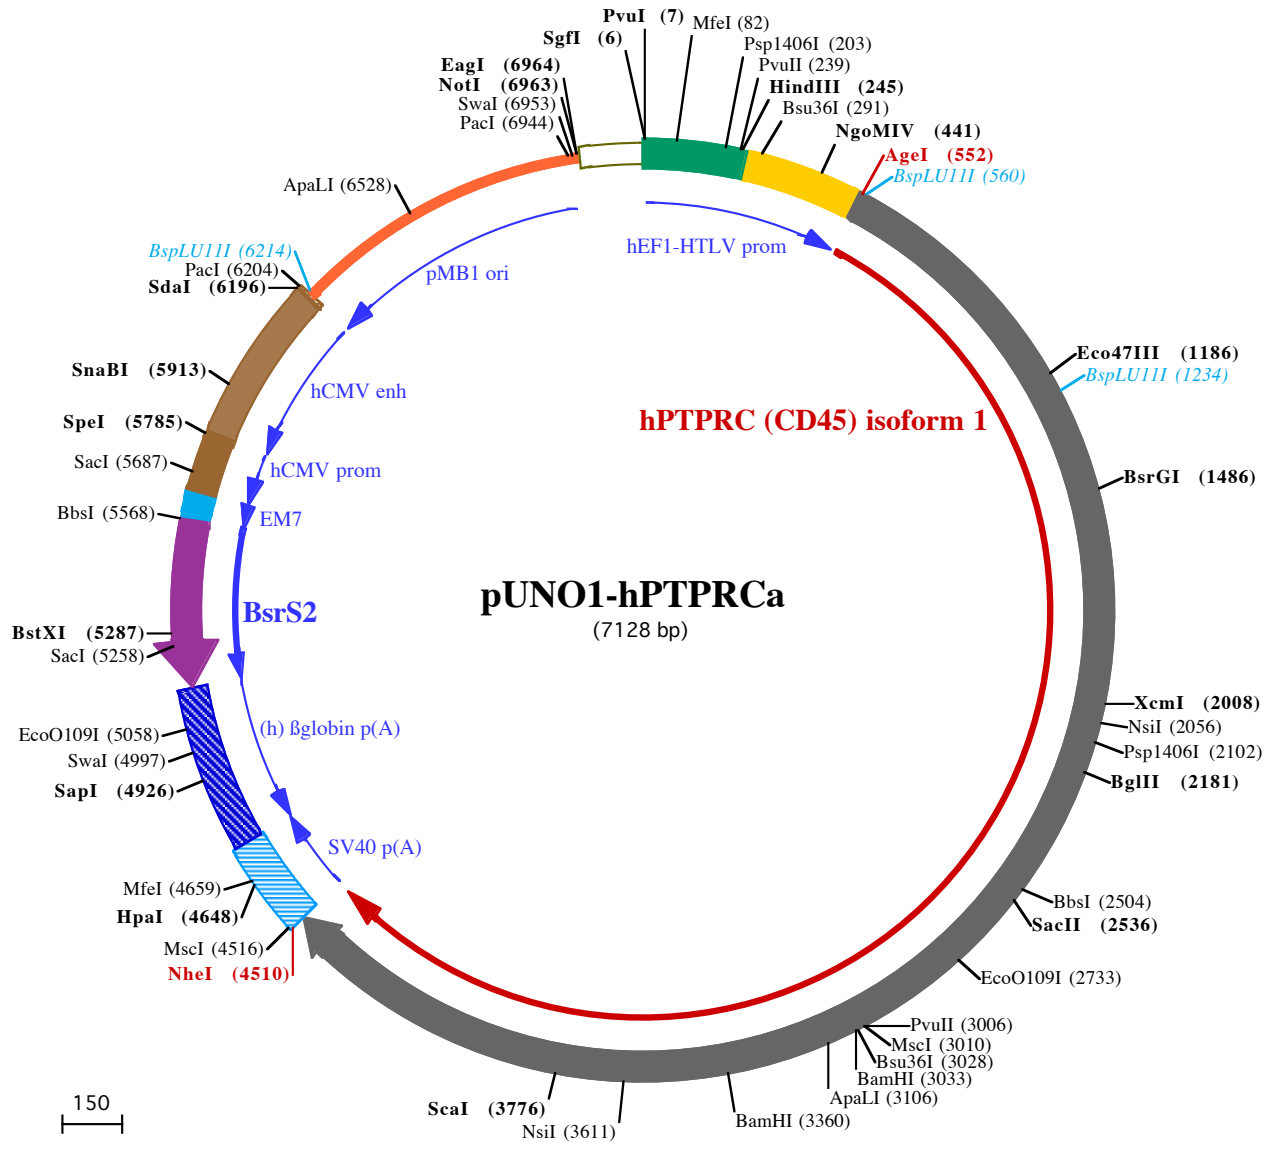 PvuI (7)
MfeI (82)
SgfI (6)
Psp1406I (203)
EagI (6964)
PvuII (239)
NotI (6963)
HindIII (245)
SwaI (6953)
Bsu36I (291)
PacI (6944)
NgoMIV (441)
AgeI (552)
BspLU11I (560)
ApaLI (6528)
hEF1-HTLV prom
BspLU11I (6214)
PacI (6204)
pMB1 ori
SdaI (6196)
Eco47III (1186)
SnaBI (5913)
BspLU11I (1234)
hCMV enh
SpeI (5785)
hPTPRC (CD45) isoform 1
SacI (5687)
hCMV prom
BsrGI (1486)
BbsI (5568)
EM7
pUNO1-hPTPRCa
(7128 bp)
BsrS2
BstXI (5287)
SacI (5258)
XcmI (2008)
NsiI (2056)
(h) ßglobin p(A)
EcoO109I (5058)
Psp1406I (2102)
SwaI (4997)
BglII (2181)
SapI (4926)
SV40 p(A)
MfeI (4659)
BbsI (2504)
HpaI (4648)
SacII (2536)
MscI (4516)
NheI (4510)
EcoO109I (2733)
PvuII (3006)
MscI (3010)
Bsu36I (3028)
BamHI (3033)
ApaLI (3106)
150
ScaI (3776)
BamHI (3360)
NsiI (3611)